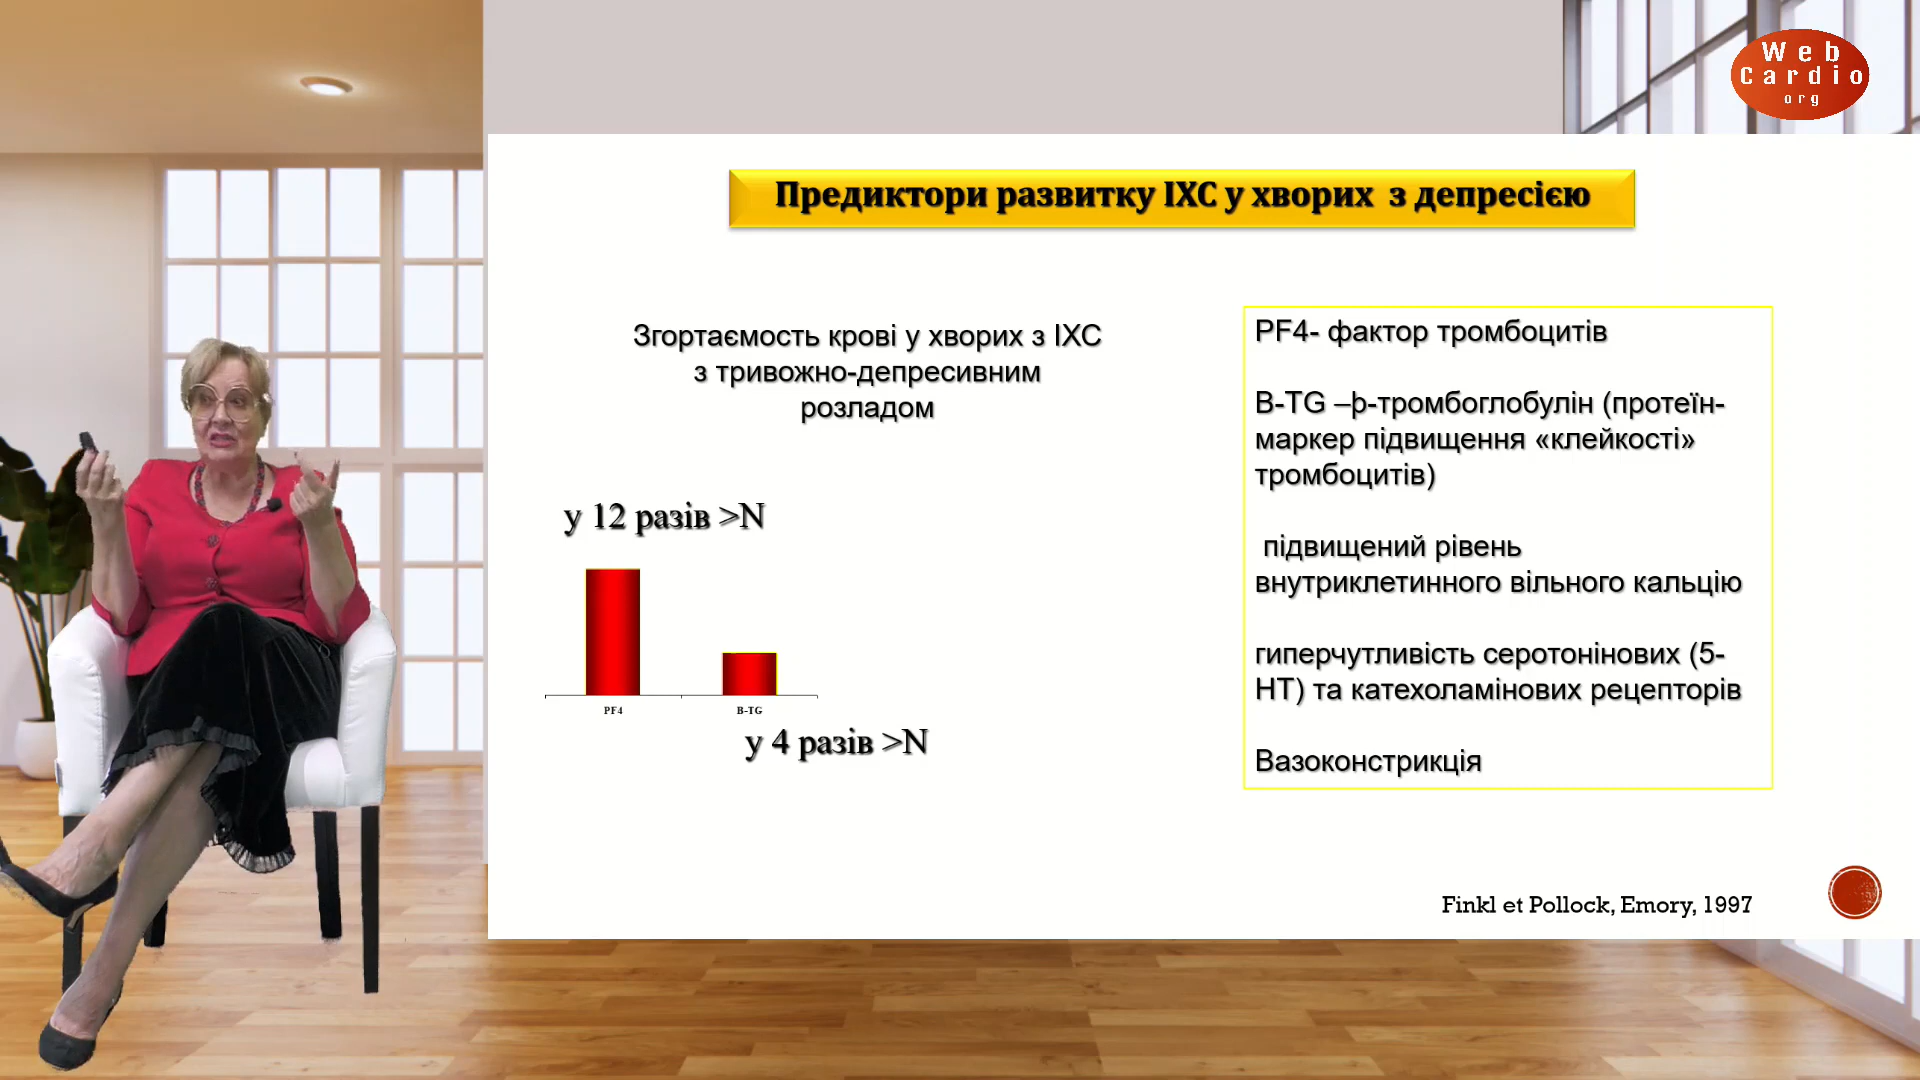 Web
Cardio
org
Предиктори развитку ІХС у хворих з депресією
Згортаємость крові у хворих з ІХС
з тривожно-депресивним
розладом
у 12 разів >N
PF4
B-TG
у 4 разів >N
PF4- фактор тромбоцитів
B-TG –þ-тромбоглобулін (протеїн-
маркер підвищення «клейкості»
тромбоцитів)
підвищений рівень
внутриклетинного вільного кальцію
гиперчутливість серотонінових (5-
НТ) та катехоламінових рецепторів
Вазоконстрикція
Finkl et Pollock, Emory, 1997